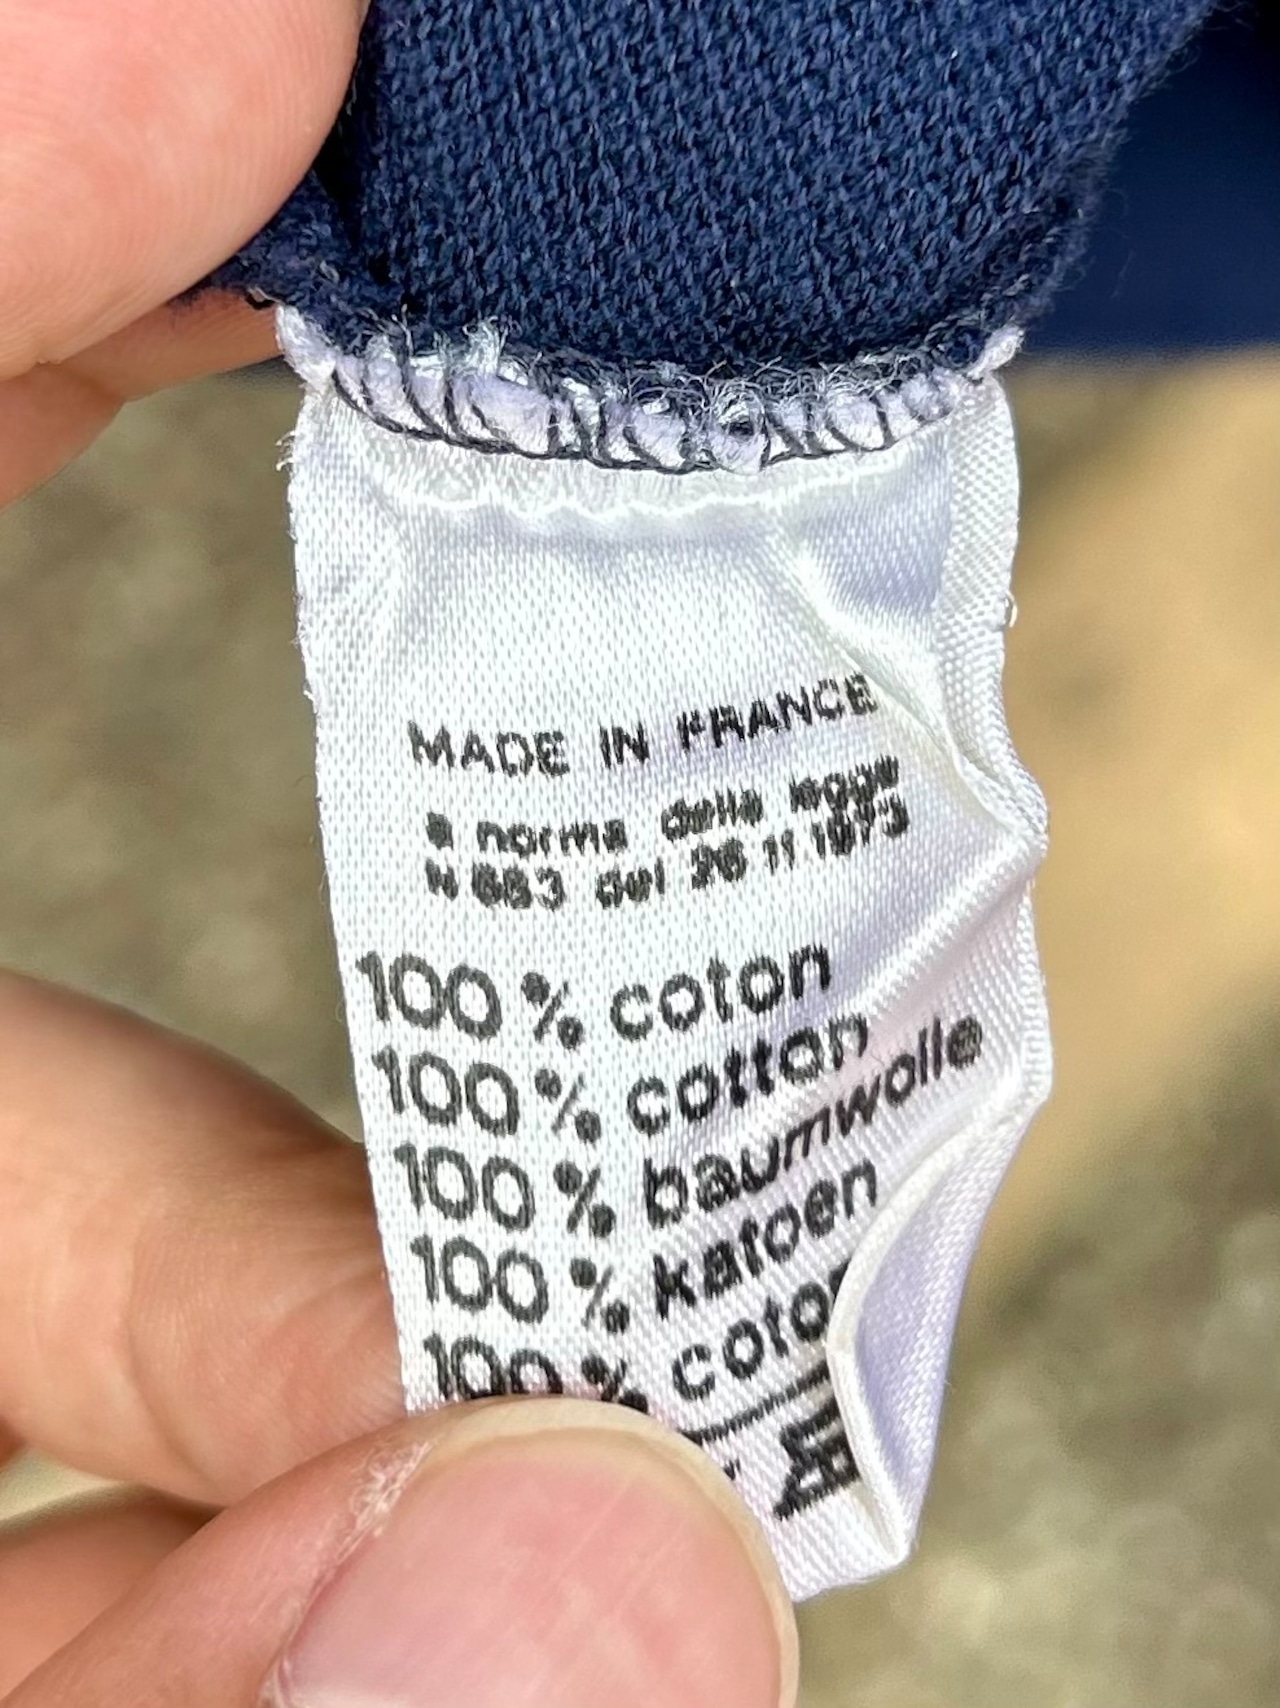 MADE IN FRANCE
a norma della legge
N 883 del 26 11 1973
100 % coton
100 % cotton
100 % baumwolle
100 % katoen
100 %